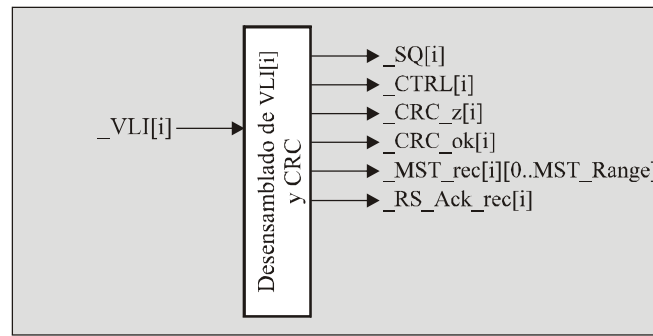 _VLI[i]
Desensamblado de VLI[i]
y CRC
_SQ[i]
_CTRL[i]
_CRC_z[i]
_CRC_ok[i]
_MST_rec[i][0..MST_Range]
_RS_Ack_rec[i]